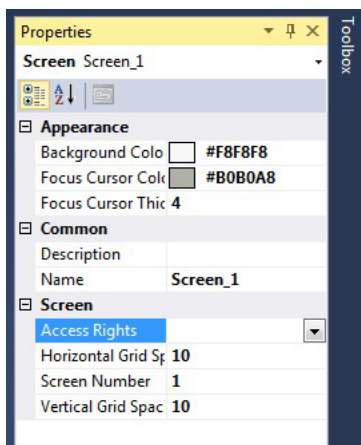 Properties
Toolbox
Screen Screen_1
Appearance
Background Colo #F8F8F8
Focus Cursor Colo #B0B0A8
Focus Cursor Thic 4
Common
Description
Name Screen_1
Screen
Access Rights
Horizontal Grid Sp 10
Screen Number 1
Vertical Grid Spac 10